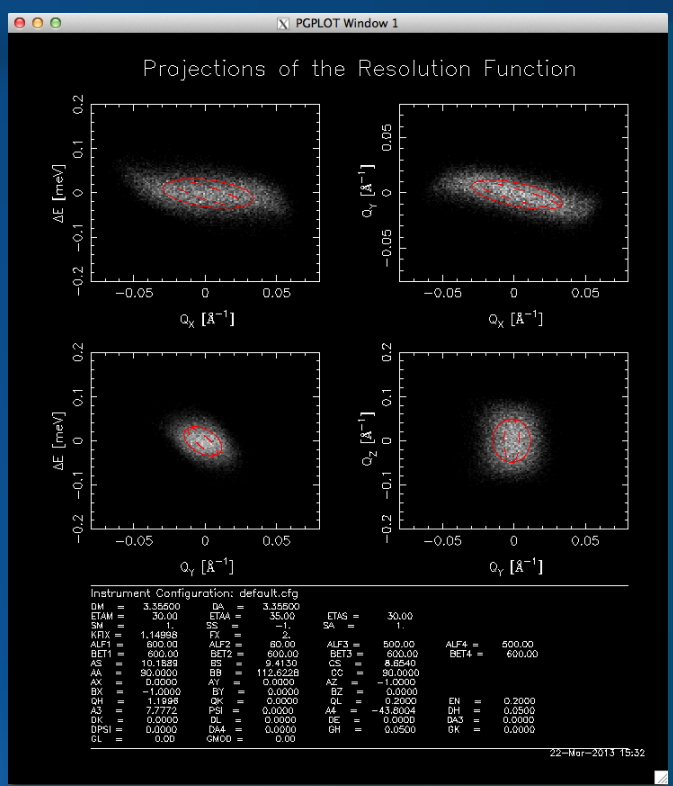 PGPLOT Window 1
Projections of the Resolution Function
0.2 0.1 0 −0.1 −0.2
ΔE [meV]
−0.05 0 0.05
Q_X [Å⁻¹]
0.05 0 −0.05
Q_Y [Å⁻¹]
−0.05 0 0.05
Q_X [Å⁻¹]
0.2 0.1 0 −0.1 −0.2
ΔE [meV]
−0.05 0 0.05
Q_Y [Å⁻¹]
0.2 0.1 0 −0.1 −0.2
Q_Z [Å⁻¹]
−0.05 0 0.05
Q_Y [Å⁻¹]
Instrument Configuration: default.cfg
DM = 3.35500 DA = 3.35500
ETAM = 30.00 ETAA = 35.00 ETAS = 30.00
SM = 1. SS = −1. SA = 1.
KFIX = 1.14998 FX = 2.
ALF1 = 600.00 ALF2 = 60.00 ALF3 = 500.00 ALF4 = 500.00
BET1 = 600.00 BET2 = 600.00 BET3 = 600.00 BET4 = 600.00
AS = 10.1889 BS = 9.4130 CS = 8.6540
AA = 90.0000 BB = 112.6228 CC = 90.0000
AX = 0.0000 AY = 0.0000 AZ = −1.0000
BX = −1.0000 BY = 0.0000 BZ = 0.0000
QH = 1.1996 QK = 0.0000 QL = 0.2000 EN = 0.2000
A3 = 7.7772 PSI = 0.0000 A4 = −43.8004 DH = 0.0500
DK = 0.0000 DL = 0.0000 DE = 0.0000 DA3 = 0.0000
DPSI = 0.0000 DA4 = 0.0000 GH = 0.0500 GK = 0.0000
GL = 0.00 GMOD = 0.00
22−Mar−2013 15:32